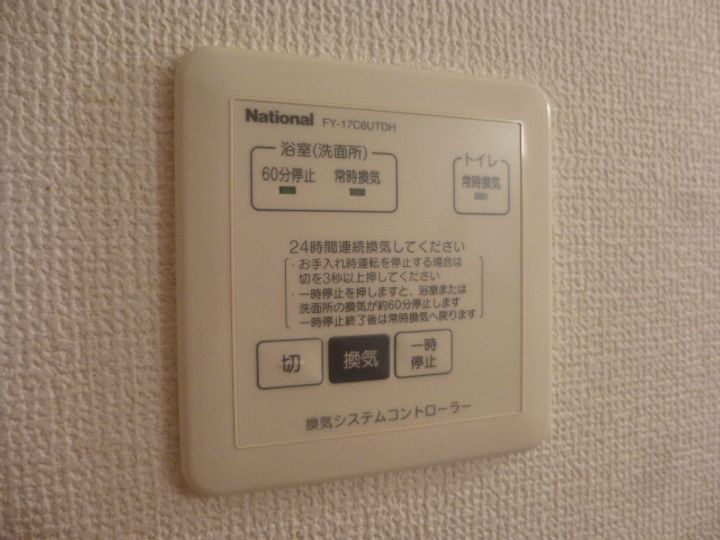 National FY-17C6UTDH
浴室(洗面所)
60分停止 常時換気
トイレ
常時換気
24時間連続換気してください
・お手入れ時運転を停止する場合は
切を3秒以上押してください
・一時停止を押しますと、浴室または
洗面所の換気が約60分停止します
一時停止終了後は常時換気へ戻ります
切
換気
一時
停止
換気システムコントローラー